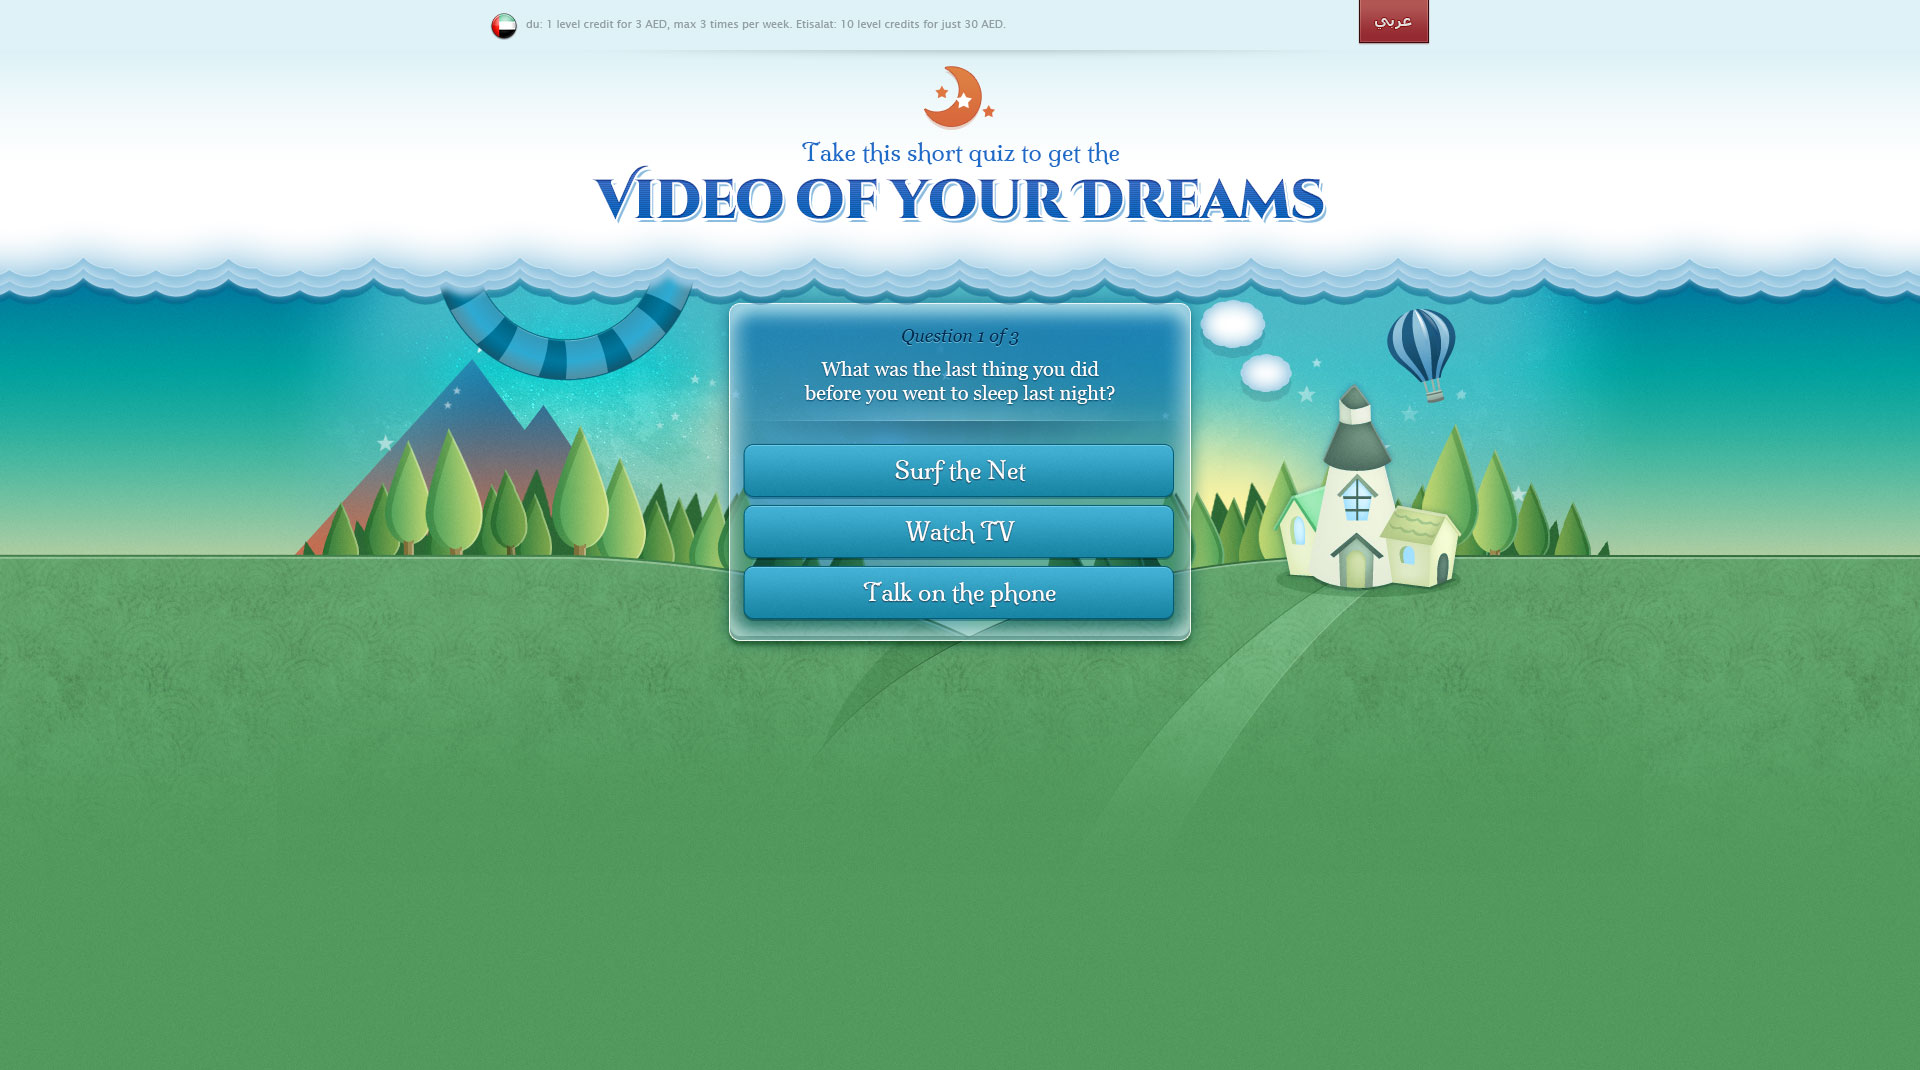 du: 1 level credit for 3 AED, max 3 times per week. Etisalat: 10 level credits for just 30 AED.
عربي
Take this short quiz to get the
VIDEO OF YOUR DREAMS
Question 1 of 3
What was the last thing you did
before you went to sleep last night?
Surf the Net
Watch TV
Talk on the phone